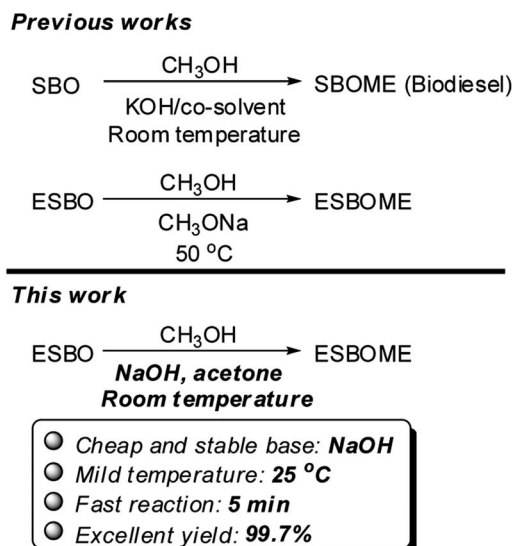 Previous works
SBO
CH₃OH
KOH/co-solvent
Room temperature
SBOME (Biodiesel)
ESBO
CH₃OH
CH₃ONa
50 °C
ESBOME
This work
ESBO
CH₃OH
NaOH, acetone
Room temperature
ESBOME
Cheap and stable base: NaOH
Mild temperature: 25 °C
Fast reaction: 5 min
Excellent yield: 99.7%